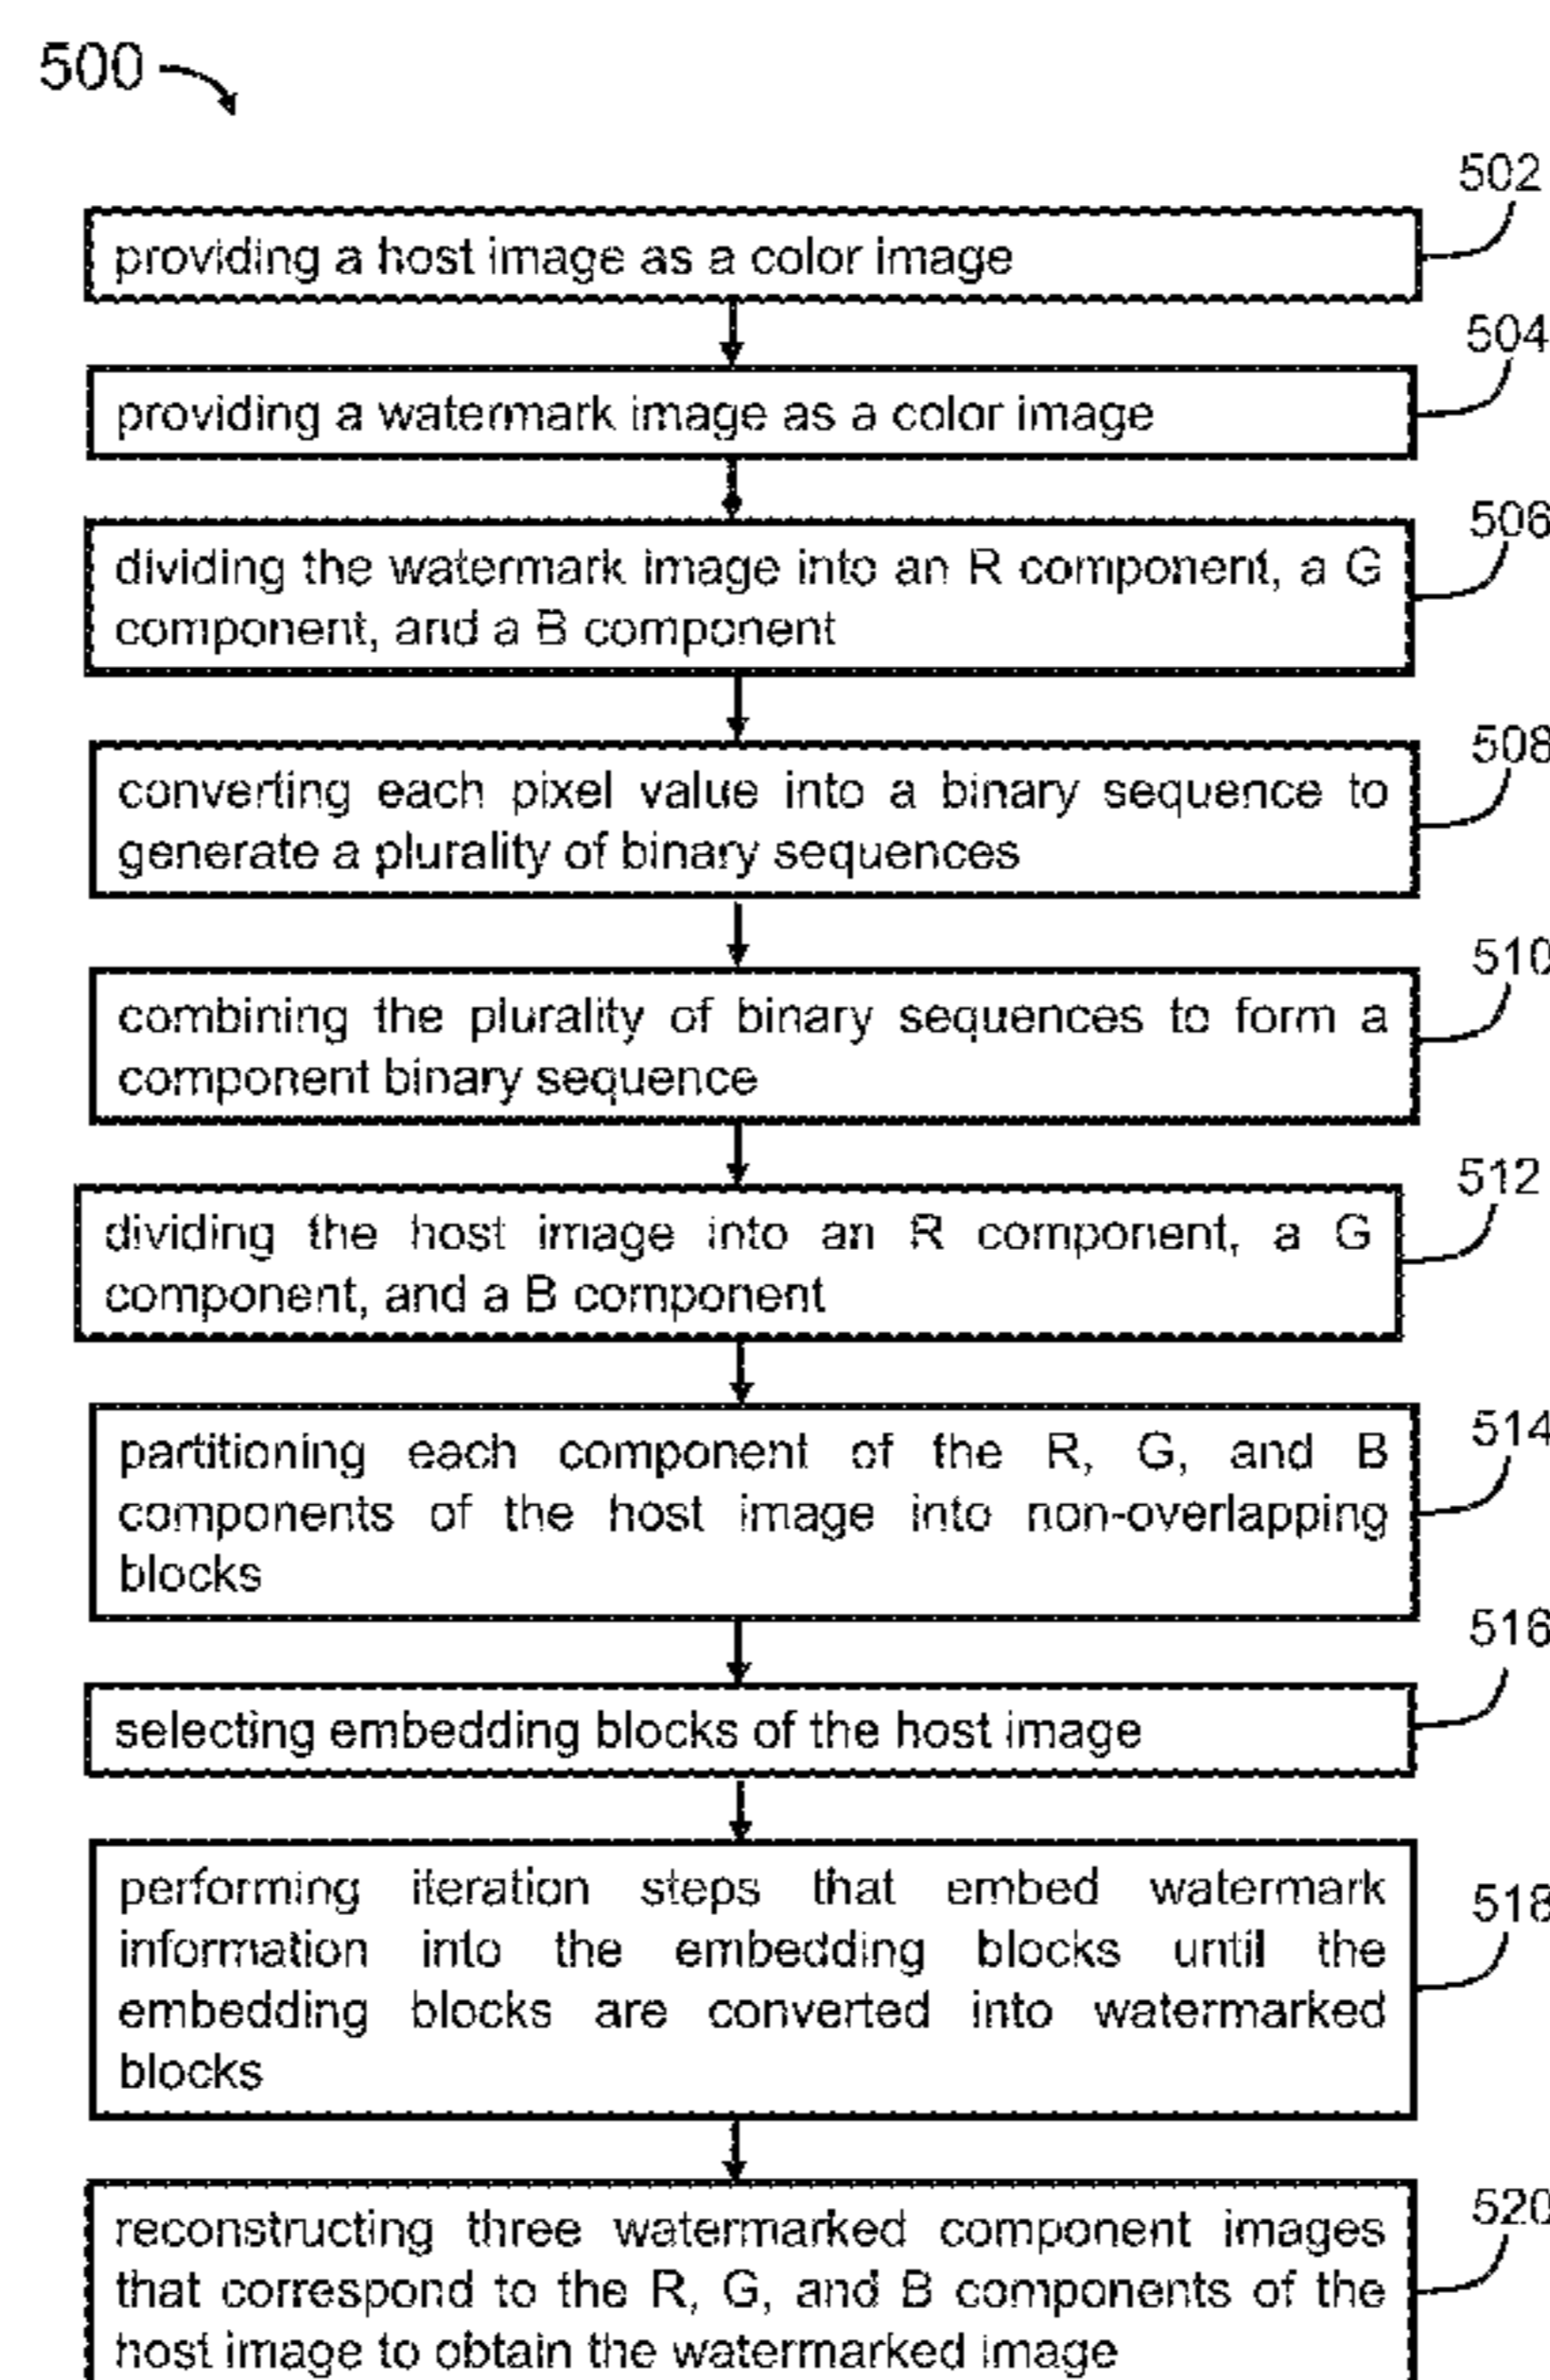 500
502
providing a host image as a color image
504
providing a watermark image as a color image
506
dividing the watermark image into an R component, a G
component, and a B component
508
converting each pixel value into a binary sequence to
generate a plurality of binary sequences
510
combining the plurality of binary sequences to form a
component binary sequence
512
dividing the host image into an R component, a G
component, and a B component
514
partitioning each component of the R, G, and B
components of the host image into non-overlapping
blocks
516
selecting embedding blocks of the host image
518
performing iteration steps that embed watermark
information into the embedding blocks until the
embedding blocks are converted into watermarked
blocks
520
reconstructing three watermarked component images
that correspond to the R, G, and B components of the
host image to obtain the watermarked image